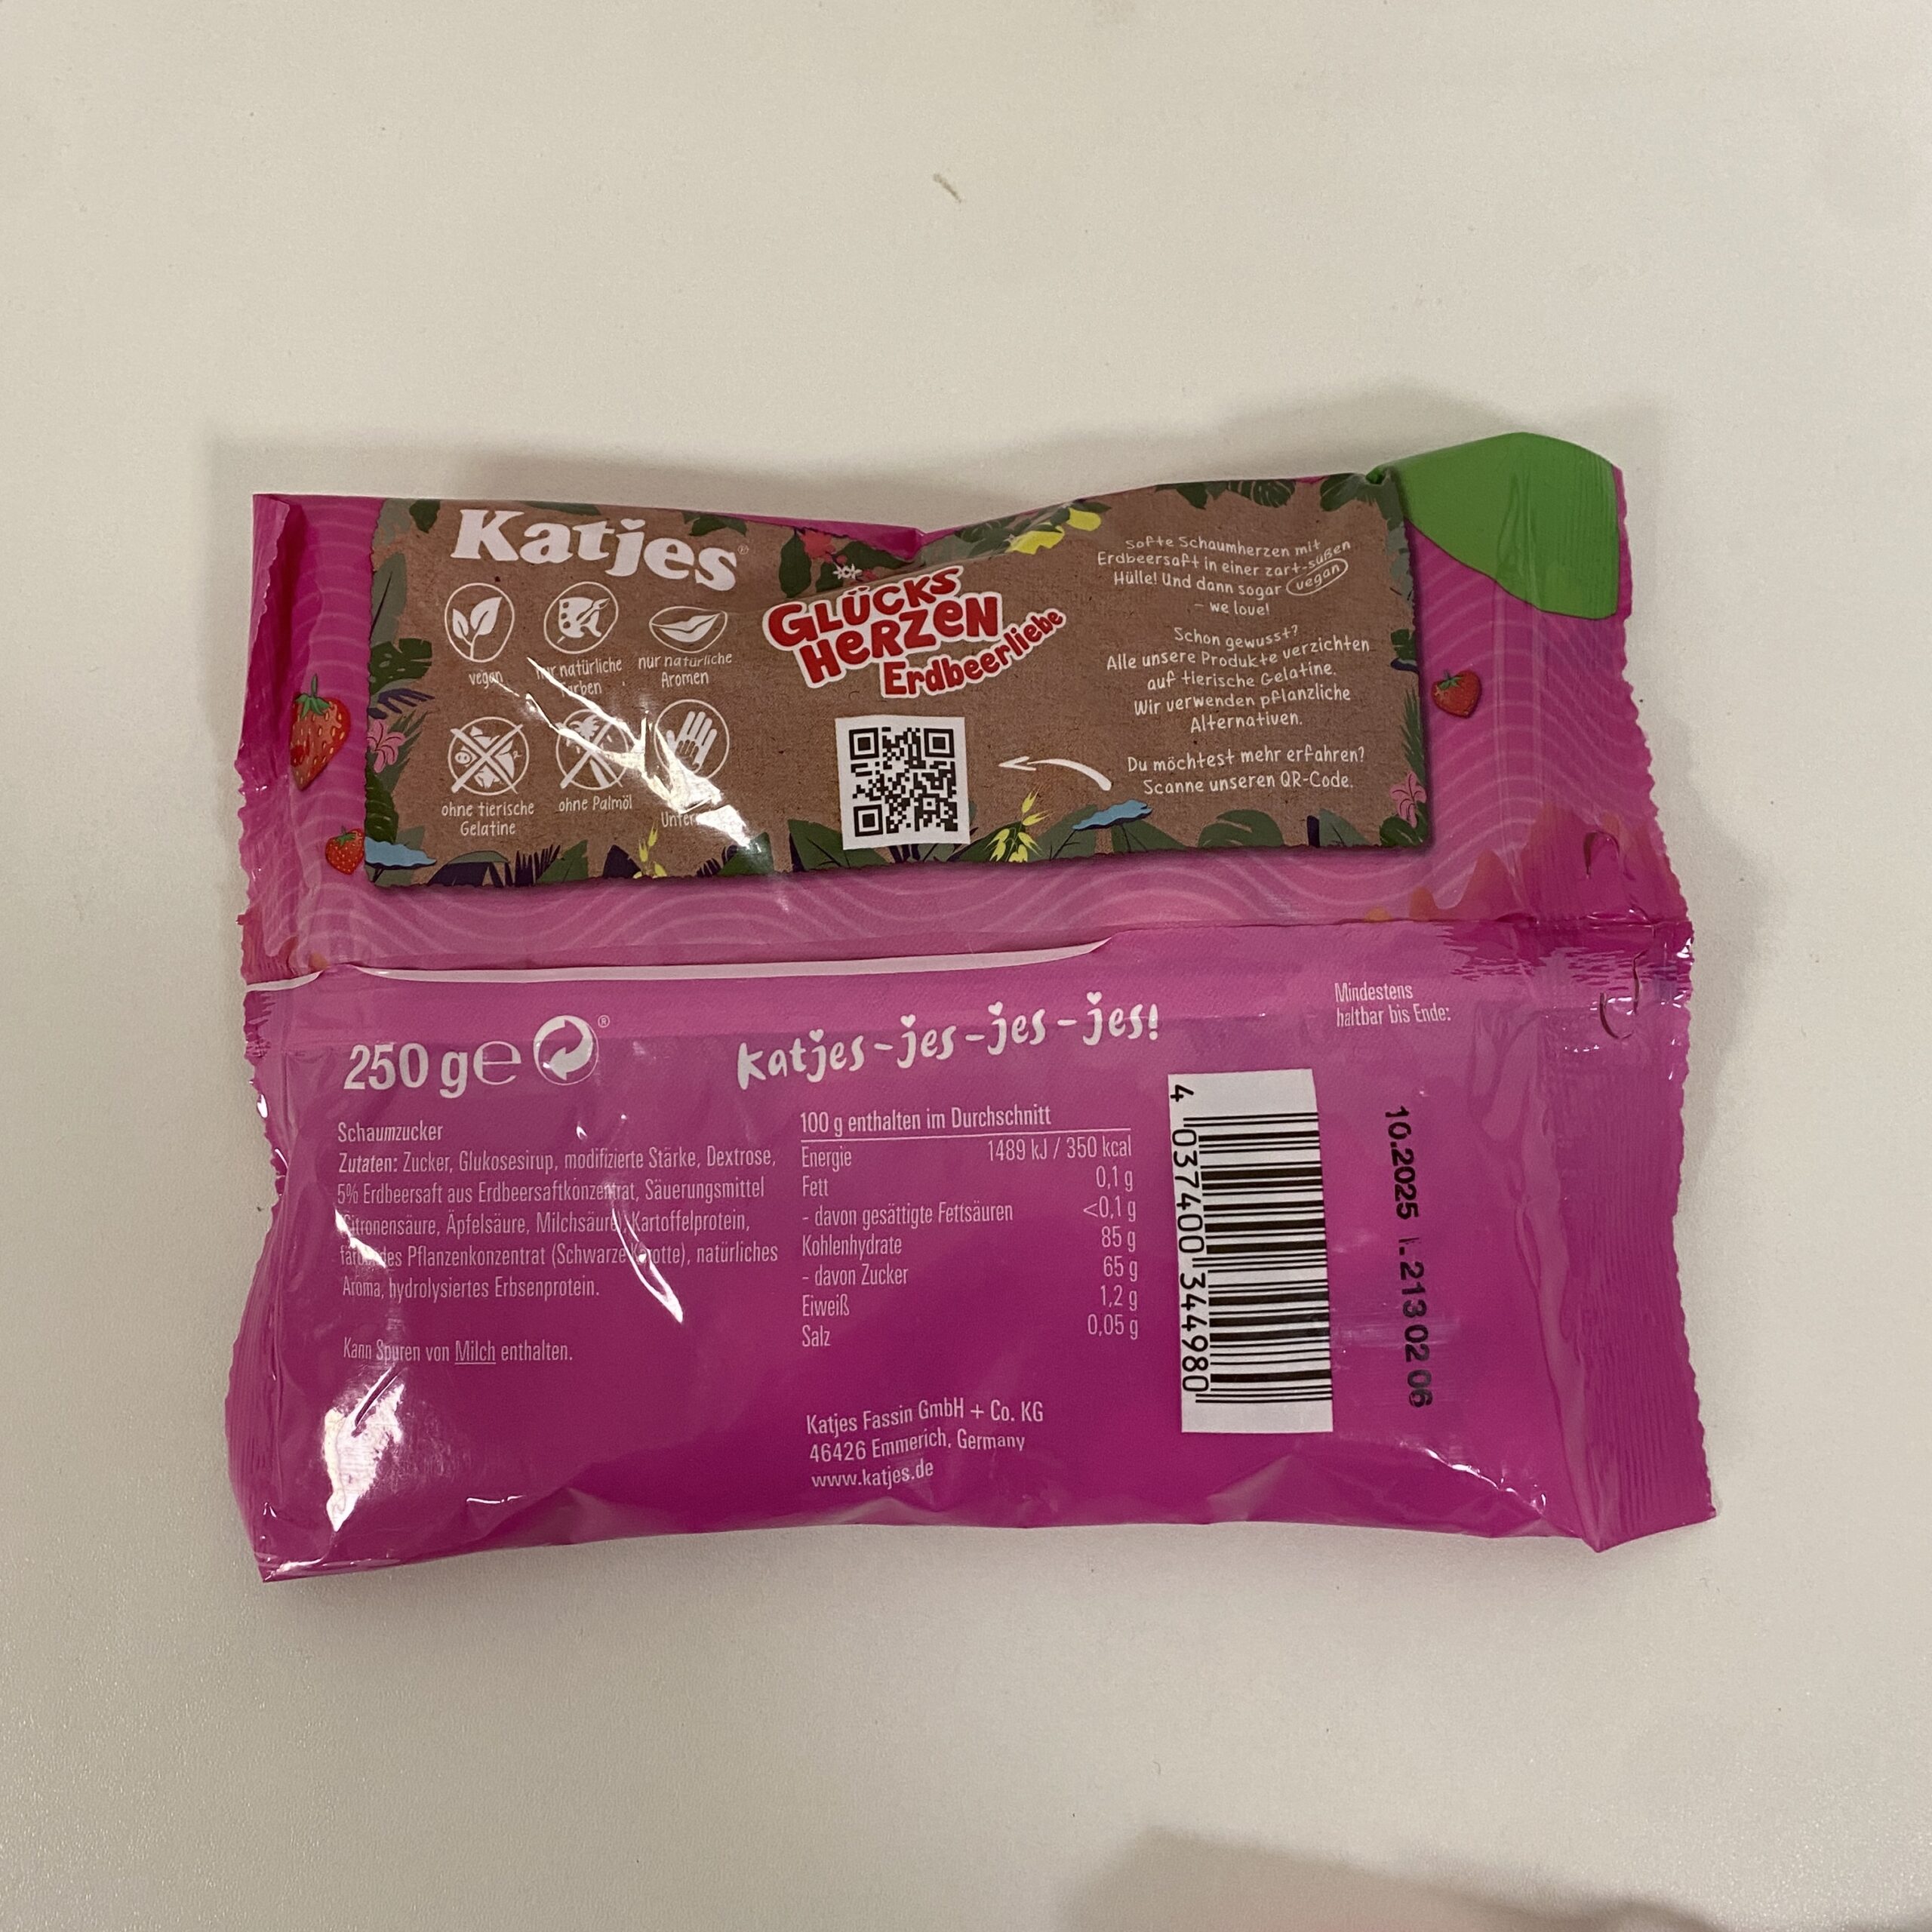 Katjes®
vegan
natürliche
nur natürliche
Aromen
ohne tierische
Gelatine
ohne Palmöl
GLÜCKS
HERZEN
Erdbeerliebe
Softe Schaumherzen mit
Erdbeersaft in einer zart-süßen
Hülle! Und dann sogar vegan
– we love!
Schon gewusst?
Alle unsere Produkte verzichten
auf tierische Gelatine.
Wir verwenden pflanzliche
Alternativen.
Du möchtest mehr erfahren?
Scanne unseren QR-Code.
250 g ℮ ®
katjes-jes-jes-jes!
Mindestens
haltbar bis Ende:
Schaumzucker
Zutaten: Zucker, Glukosesirup, modifizierte Stärke, Dextrose,
5% Erdbeersaft aus Erdbeersaftkonzentrat, Säuerungsmittel
Citronensäure, Äpfelsäure, Milchsäure, Kartoffelprotein,
färbendes Pflanzenkonzentrat (Schwarze Karotte), natürliches
Aroma, hydrolysiertes Erbsenprotein.
Kann Spuren von Milch enthalten.
100 g enthalten im Durchschnitt
Energie 1489 kJ / 350 kcal
Fett 0,1 g
- davon gesättigte Fettsäuren <0,1 g
Kohlenhydrate 85 g
- davon Zucker 65 g
Eiweiß 1,2 g
Salz 0,05 g
Katjes Fassin GmbH + Co. KG
46426 Emmerich, Germany
www.katjes.de
4 037400 344980
10.2025 L 213 02 06